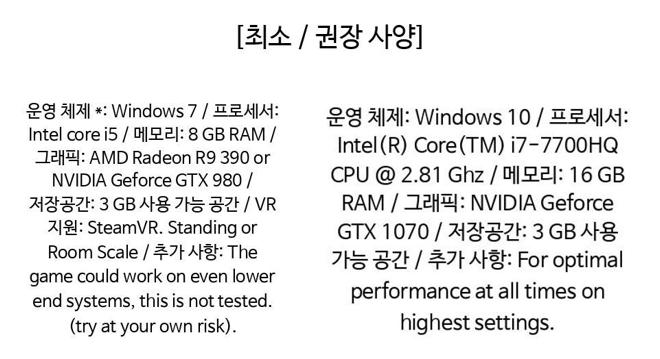 [최소 / 권장 사양]
운영 체제 *: Windows 7 / 프로세서:
Intel core i5 / 메모리: 8 GB RAM /
그래픽: AMD Radeon R9 390 or
NVIDIA Geforce GTX 980 /
저장공간: 3 GB 사용 가능 공간 / VR
지원: SteamVR. Standing or
Room Scale / 추가 사항: The
game could work on even lower
end systems, this is not tested.
(try at your own risk).
운영 체제: Windows 10 / 프로세서:
Intel(R) Core(TM) i7-7700HQ
CPU @ 2.81 Ghz / 메모리: 16 GB
RAM / 그래픽: NVIDIA Geforce
GTX 1070 / 저장공간: 3 GB 사용
가능 공간 / 추가 사항: For optimal
performance at all times on
highest settings.